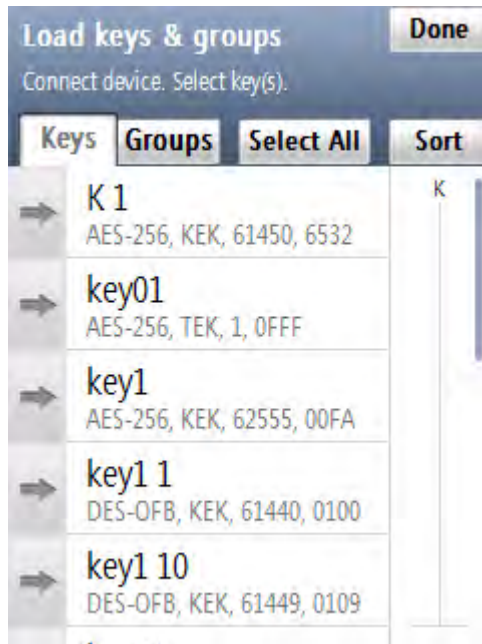 Load keys & groups
Done
Connect device. Select key(s).
Keys
Groups
Select All
Sort
K
K 1
AES-256, KEK, 61450, 6532
key01
AES-256, TEK, 1, 0FFF
key1
AES-256, KEK, 62555, 00FA
key1 1
DES-OFB, KEK, 61440, 0100
key1 10
DES-OFB, KEK, 61449, 0109